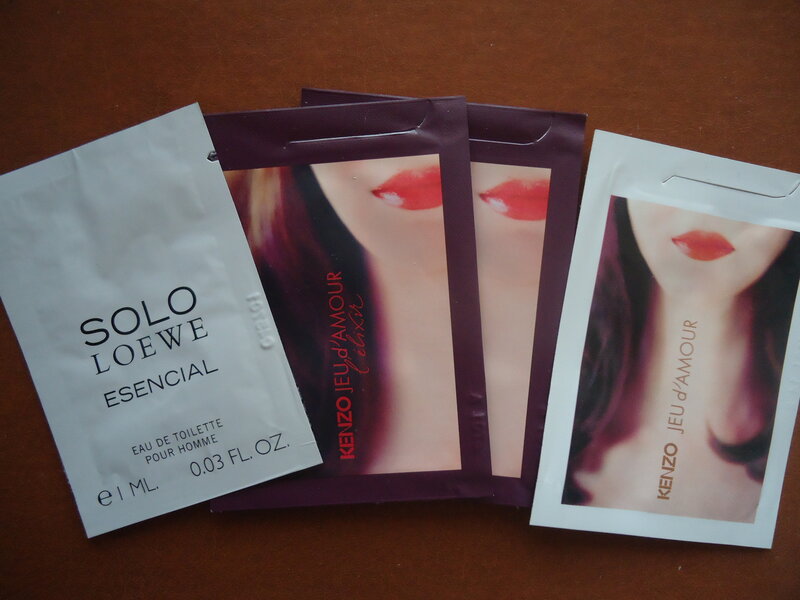 SOLO
LOEWE
ESENCIAL
EAU DE TOILETTE
POUR HOMME
e 1 ML. 0.03 FL. OZ.
KENZO JEU d'AMOUR
l'élixir
KENZO JEU d'AMOUR